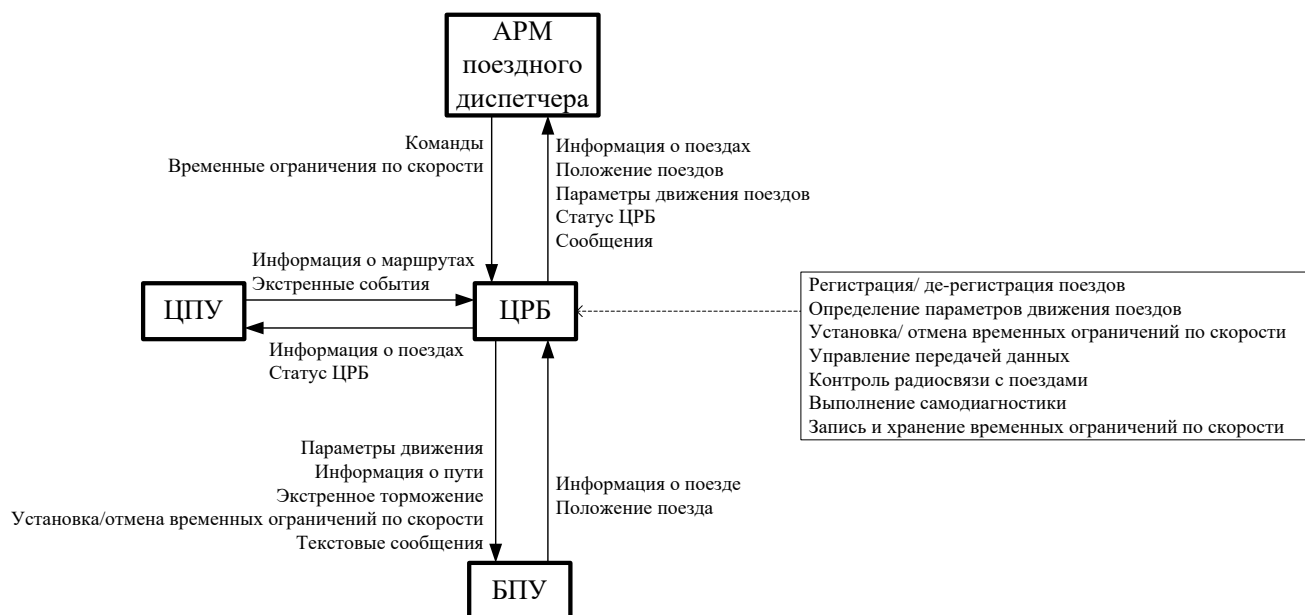 АРМ
поездного
диспетчера
Команды
Временные ограничения по скорости
Информация о поездах
Положение поездов
Параметры движения поездов
Статус ЦРБ
Сообщения
Информация о маршрутах
Экстренные события
ЦПУ
ЦРБ
Информация о поездах
Статус ЦРБ
Регистрация/ де-регистрация поездов
Определение параметров движения поездов
Установка/ отмена временных ограничений по скорости
Управление передачей данных
Контроль радиосвязи с поездами
Выполнение самодиагностики
Запись и хранение временных ограничений по скорости
Параметры движения
Информация о пути
Экстренное торможение
Установка/отмена временных ограничений по скорости
Текстовые сообщения
Информация о поезде
Положение поезда
БПУ